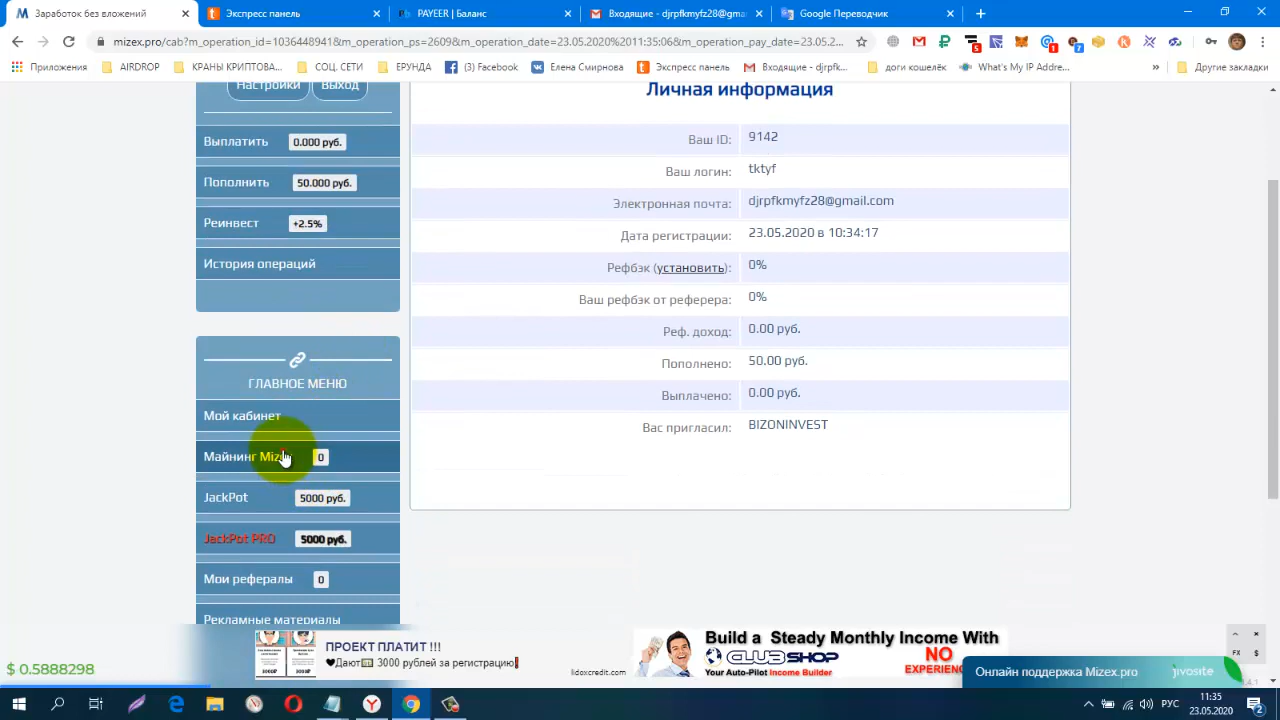 Заработок без вложений
Экспресс панель
PAYEER | Баланс
Входящие - djrpfkmyfz28@gmai
Google Переводчик
mizex.pro/cab?m_operation_id=1036448941&m_operation_ps=2609&m_operation_date=23.05.2020%2011:35:06&m_operation_pay_date=23.05.2...
Приложения
AIRDROP
КРАНЫ КРИПТОВА...
СОЦ. СЕТИ
ЕРУНДА
(3) Facebook
Елена Смирнова
Экспресс панель
Входящие - djrpfk...
доги кошелёк
What's My IP Addre...
»
Другие закладки
Настройки
Выход
Выплатить 0.000 руб.
Пополнить 50.000 руб.
Реинвест +2.5%
История операций
ГЛАВНОЕ МЕНЮ
Мой кабинет
Майнинг Miz 0
JackPot 5000 руб.
JackPot PRO 5000 руб.
Мои рефералы 0
Рекламные материалы
Личная информация
Ваш ID: 9142
Ваш логин: tktyf
Электронная почта: djrpfkmyfz28@gmail.com
Дата регистрации: 23.05.2020 в 10:34:17
Рефбэк (установить): 0%
Ваш рефбэк от реферера: 0%
Реф. доход: 0.00 руб.
Пополнено: 50.00 руб.
Выплачено: 0.00 руб.
Вас пригласил: BIZONINVEST
ПРОЕКТ ПЛАТИТ !!!
Дают 3000 рублей за регистрацию
lidoxcredit.com
Build a Steady Monthly Income With
CLUBSHOP
NO
EXPERIENC
Your Auto-Pilot Income Builder
FX $
$ 0.5888298
Онлайн поддержка Mizex.pro
jivosite
РУС
11:35
23.05.2020
2